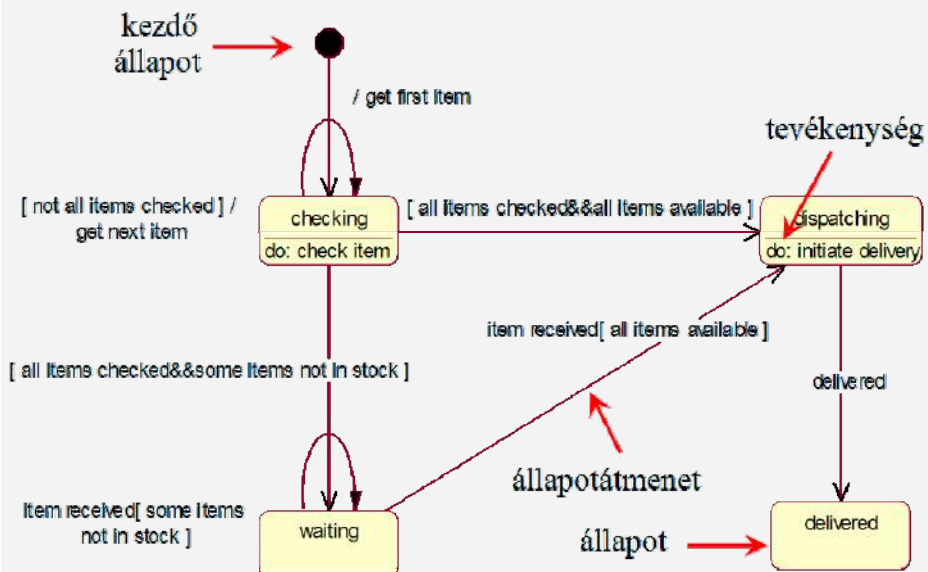 kezdő
állapot
/ get first item
tevékenység
[ not all items checked ] /
get next item
checking
do: check item
[ all items checked&&all items available ]
dispatching
do: initiate delivery
item received[ all items available ]
[ all items checked&&some items not in stock ]
delivered
állapotátmenet
item received[ some items
not in stock ]
waiting
állapot
delivered